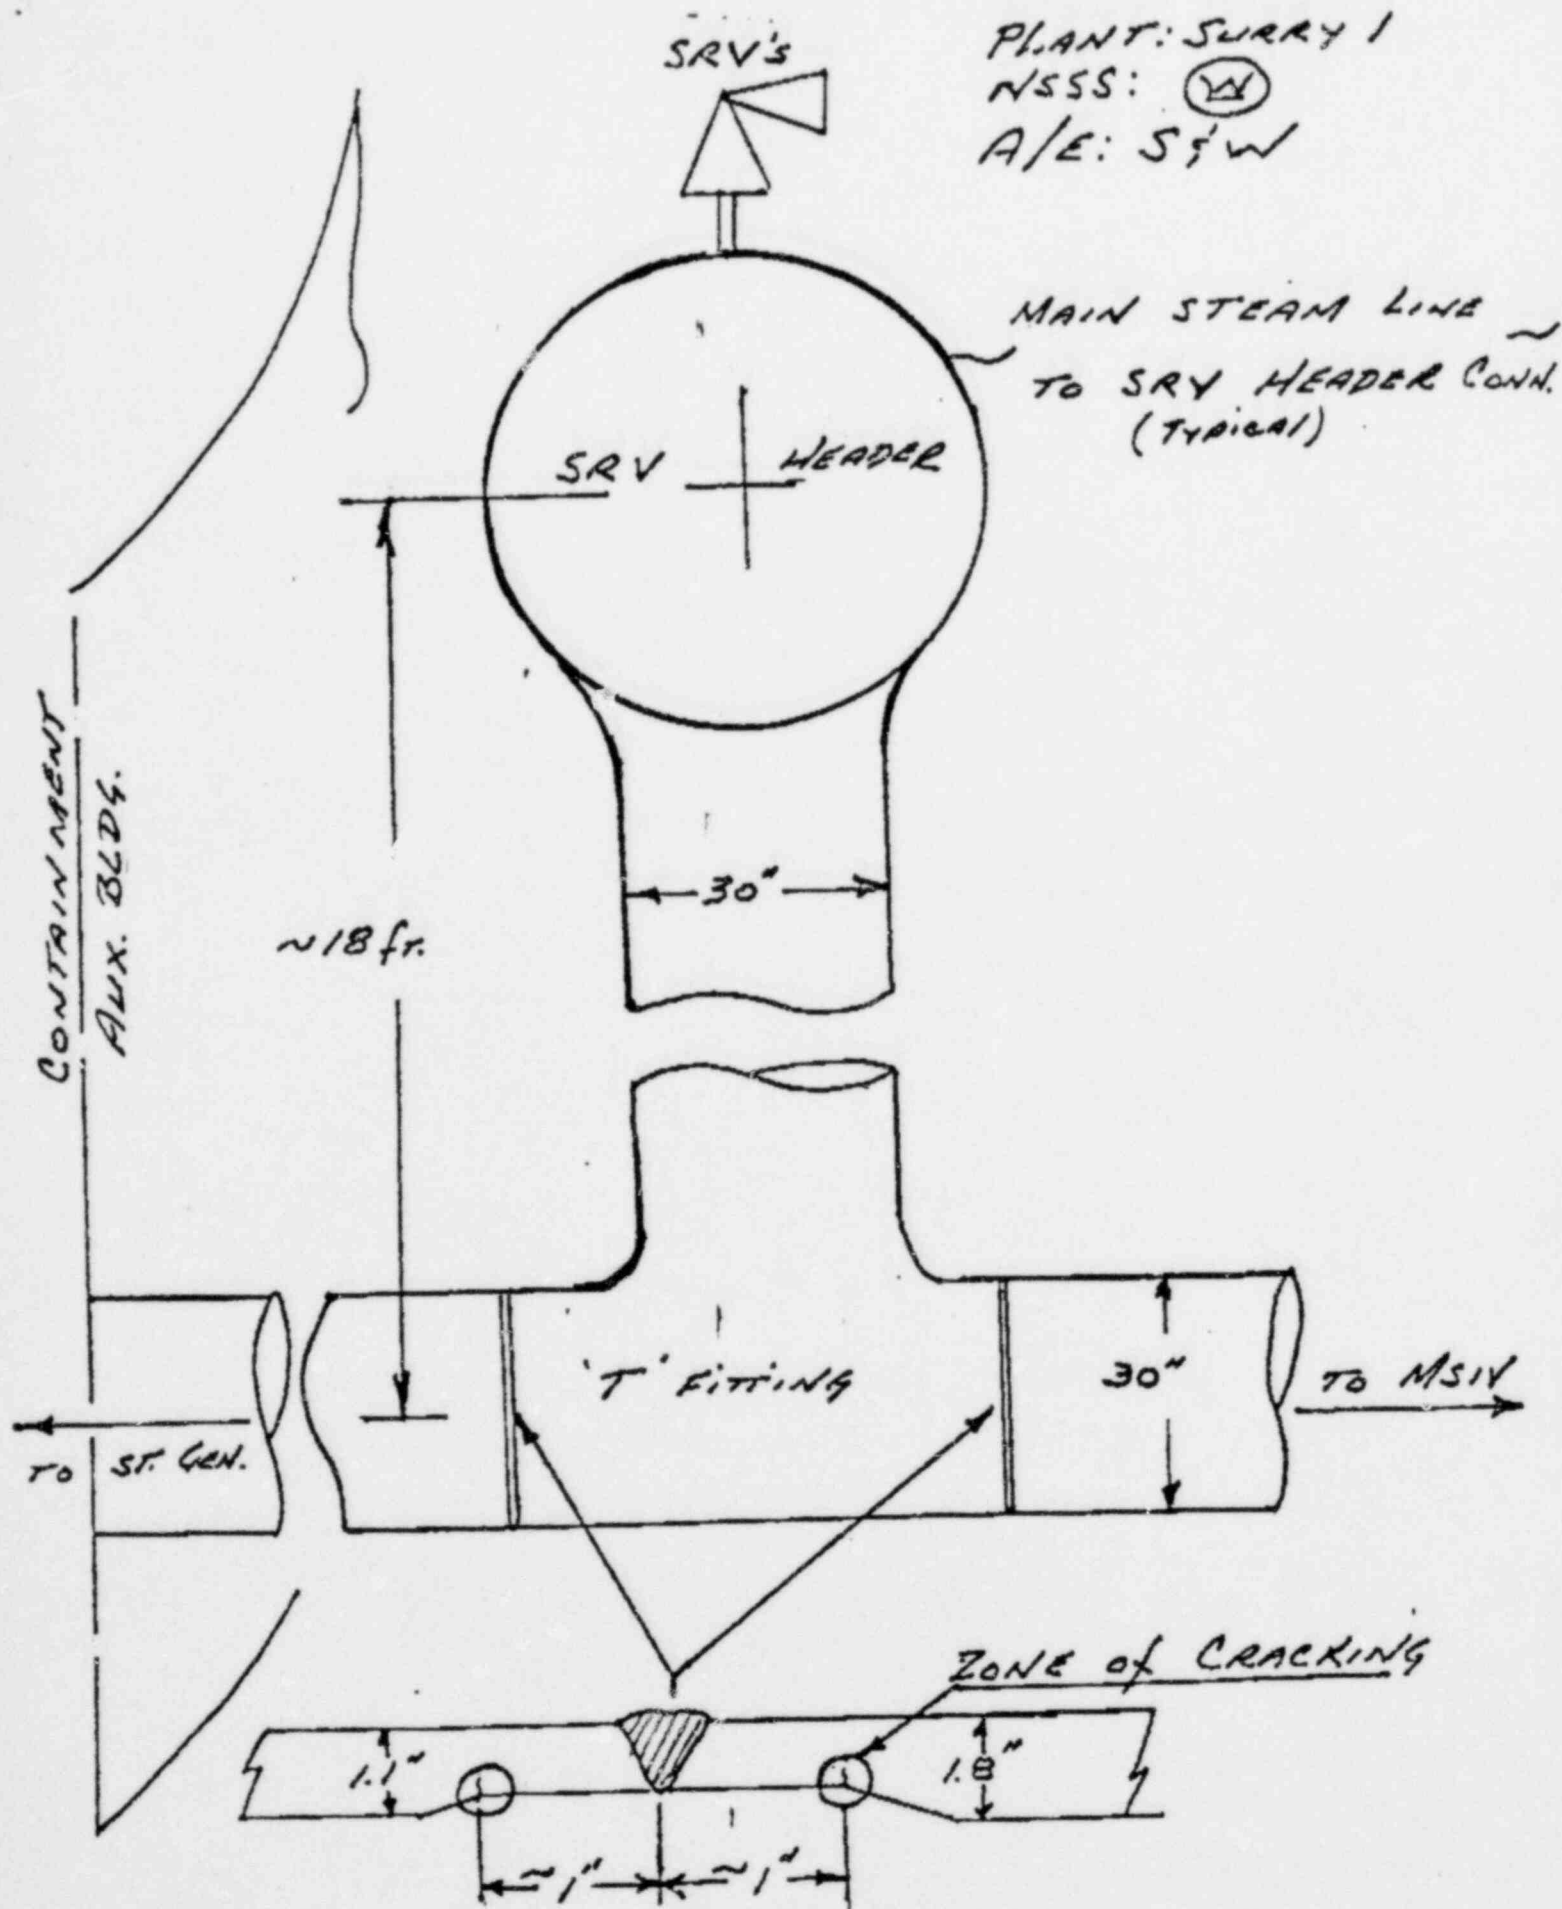 SRV's
PLANT: SURRY 1
NSSS: W
A/E: S & W
MAIN STEAM LINE ~
TO SRV HEADER CONN.
(TYPICAL)
SRV HEADER
CONTAINMENT
AUX. BLDG.
30"
~18 ft.
'T' FITTING
30"
TO MSIV
TO ST. GEN.
ZONE of CRACKING
1.1"
1.8"
~1"
~1"